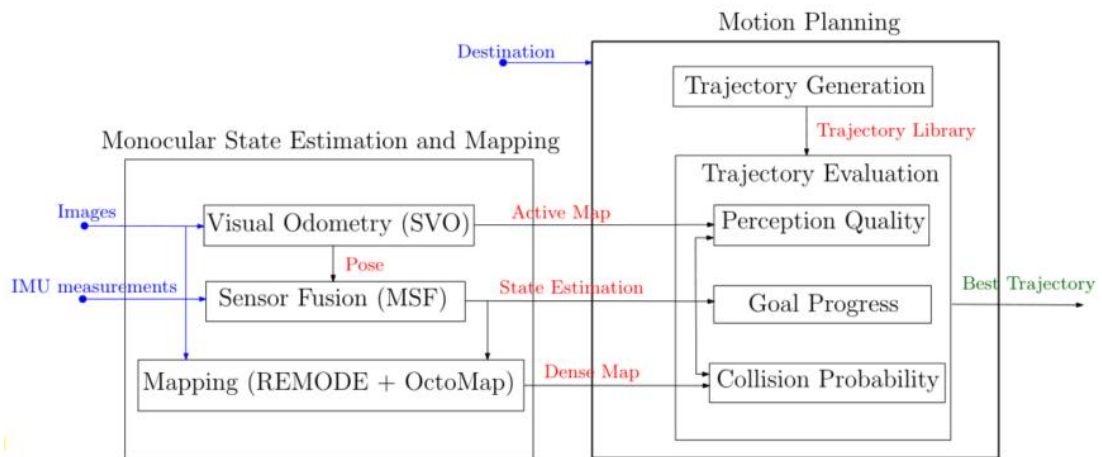 Motion Planning
Destination
Trajectory Generation
Trajectory Library
Monocular State Estimation and Mapping
Trajectory Evaluation
Images
Visual Odometry (SVO)
Active Map
Perception Quality
Pose
IMU measurements
Sensor Fusion (MSF)
State Estimation
Goal Progress
Best Trajectory
Mapping (REMODE + OctoMap)
Dense Map
Collision Probability